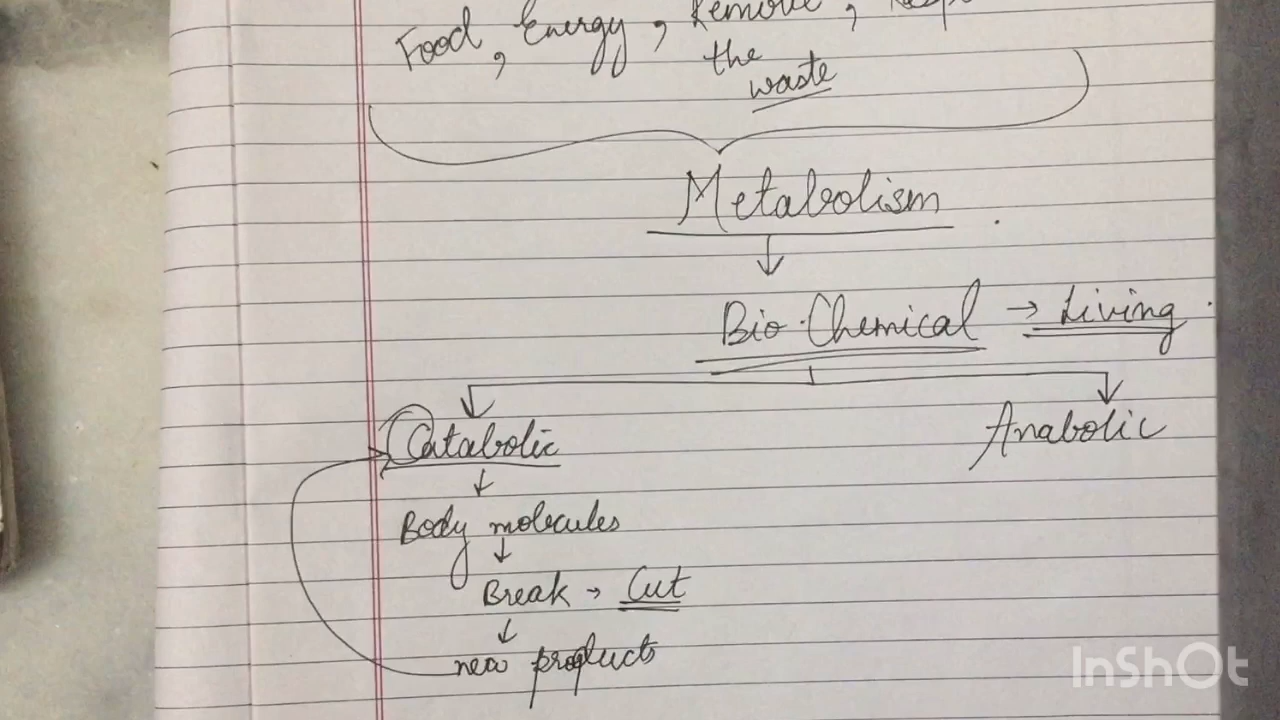 Food, Energy, Remove,
the
waste
Metabolism
Bio Chemical → Living
Catabolic Anabolic
Body molecules
Break → Cut
new products
InShOt